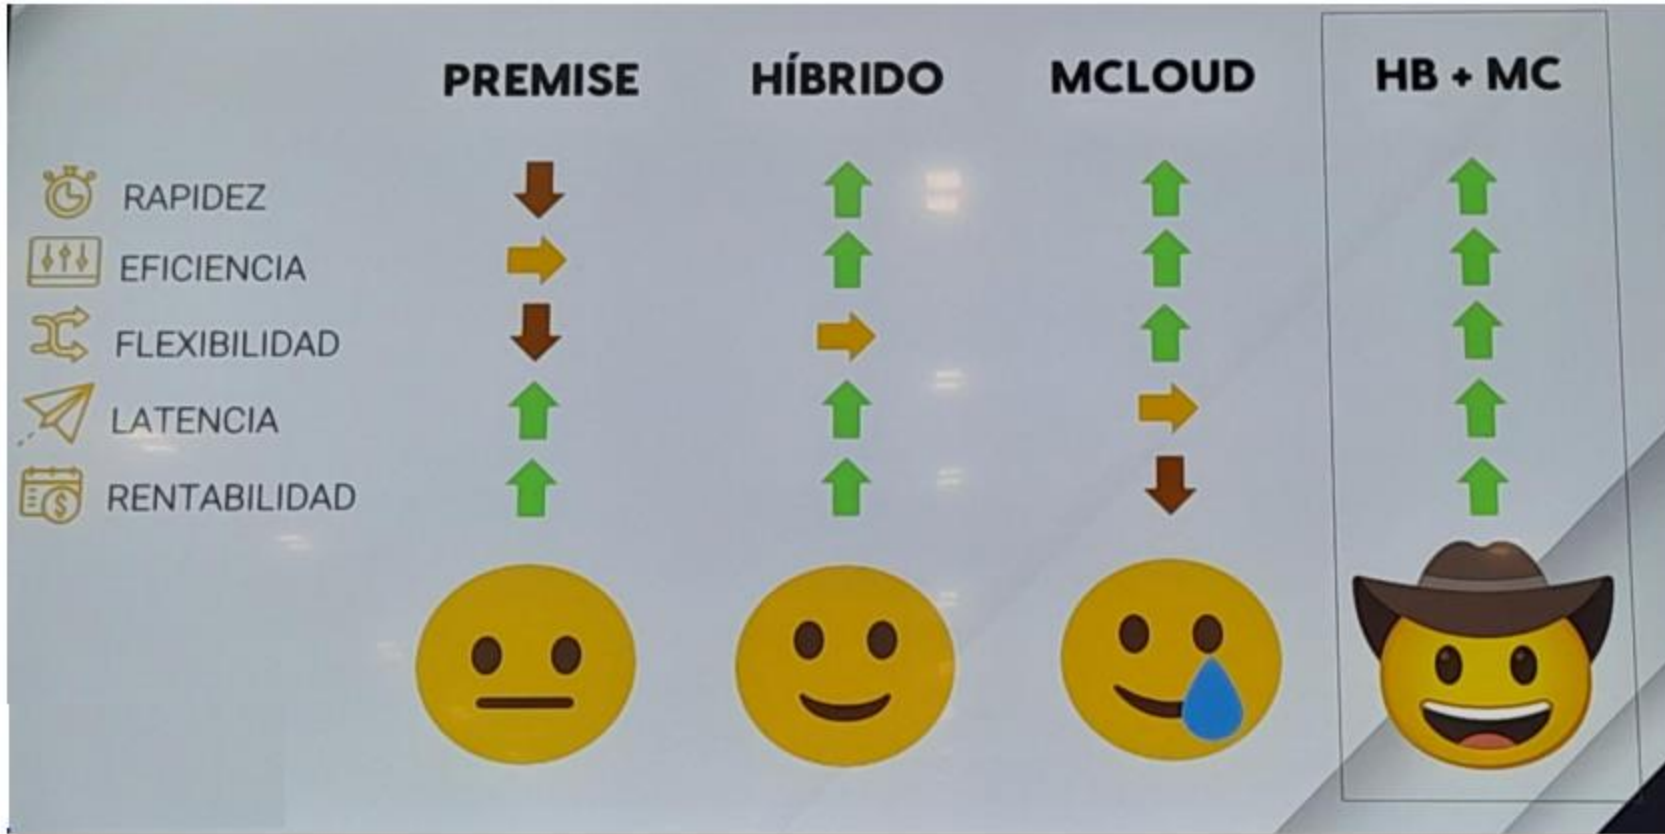 PREMISE HÍBRIDO MCLOUD HB + MC
RAPIDEZ
EFICIENCIA
FLEXIBILIDAD
LATENCIA
RENTABILIDAD